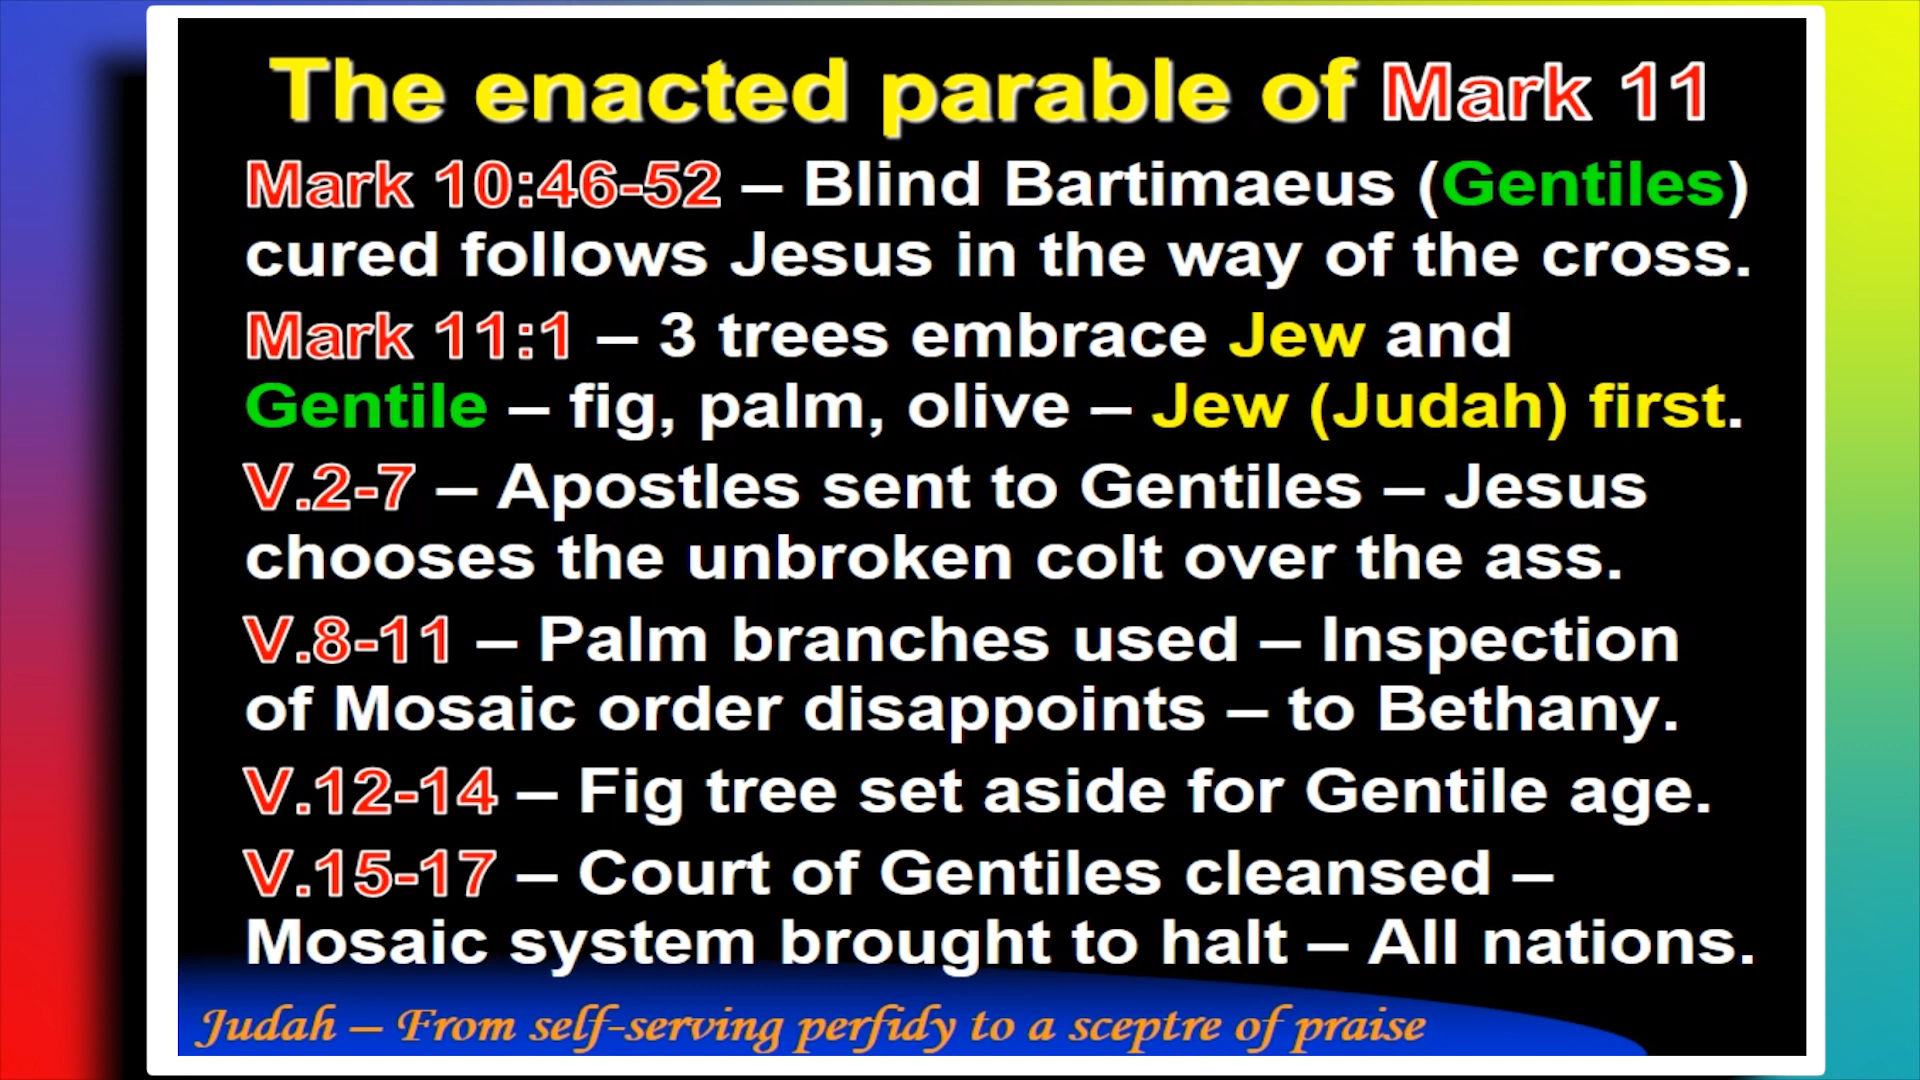 The enacted parable of Mark 11
Mark 10:46-52 – Blind Bartimaeus (Gentiles)
cured follows Jesus in the way of the cross.
Mark 11:1 – 3 trees embrace Jew and
Gentile – fig, palm, olive – Jew (Judah) first.
V.2-7 – Apostles sent to Gentiles – Jesus
chooses the unbroken colt over the ass.
V.8-11 – Palm branches used – Inspection
of Mosaic order disappoints – to Bethany.
V.12-14 – Fig tree set aside for Gentile age.
V.15-17 – Court of Gentiles cleansed –
Mosaic system brought to halt – All nations.
Judah – From self-serving perfidy to a sceptre of praise